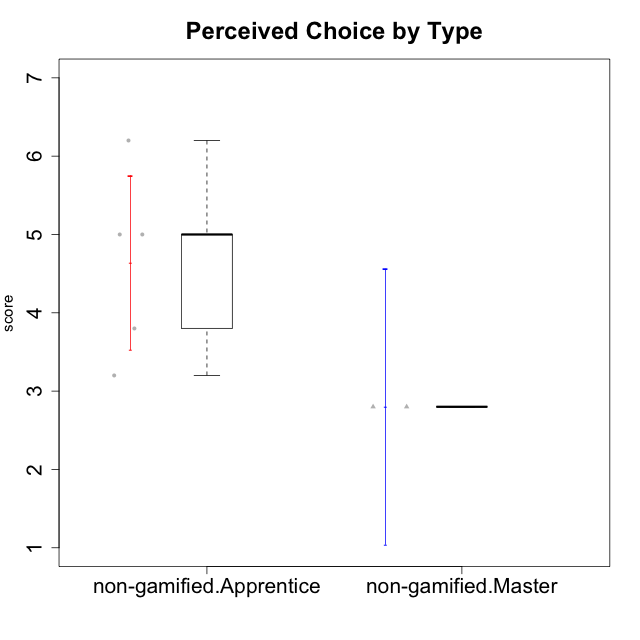 Perceived Choice by Type
7
6
5
4
3
2
1
score
non-gamified.Apprentice
non-gamified.Master